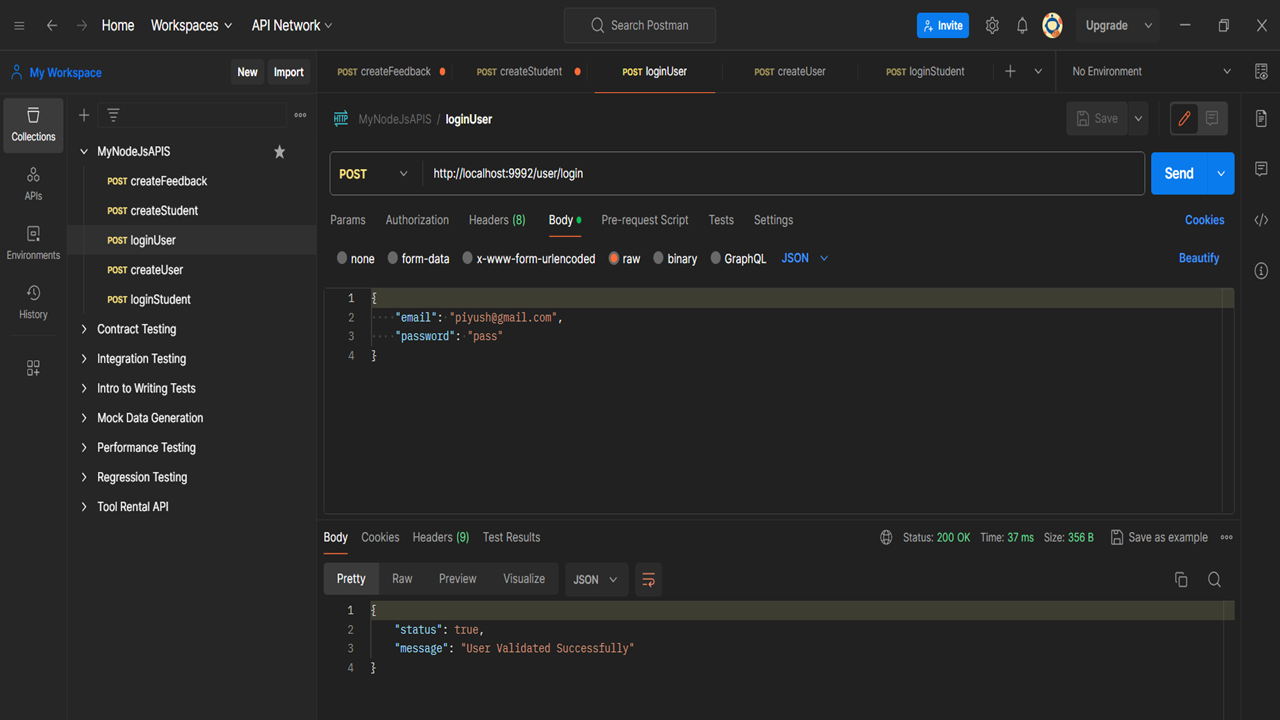 Home Workspaces API Network Search Postman Invite Upgrade
My Workspace New Import POST createFeedback POST createStudent POST loginUser POST createUser POST loginStudent No Environment
Collections
APIs
Environments
History
MyNodeJsAPIS
POST createFeedback
POST createStudent
POST loginUser
POST createUser
POST loginStudent
Contract Testing
Integration Testing
Intro to Writing Tests
Mock Data Generation
Performance Testing
Regression Testing
Tool Rental API
HTTP MyNodeJsAPIS / loginUser Save
POST http://localhost:9992/user/login Send
Params Authorization Headers (8) Body Pre-request Script Tests Settings Cookies
none form-data x-www-form-urlencoded raw binary GraphQL JSON Beautify
1 {
2 "email": "piyush@gmail.com",
3 "password": "pass"
4 }
Body Cookies Headers (9) Test Results Status: 200 OK Time: 37 ms Size: 356 B Save as example
Pretty Raw Preview Visualize JSON
1 {
2 "status": true,
3 "message": "User Validated Successfully"
4 }